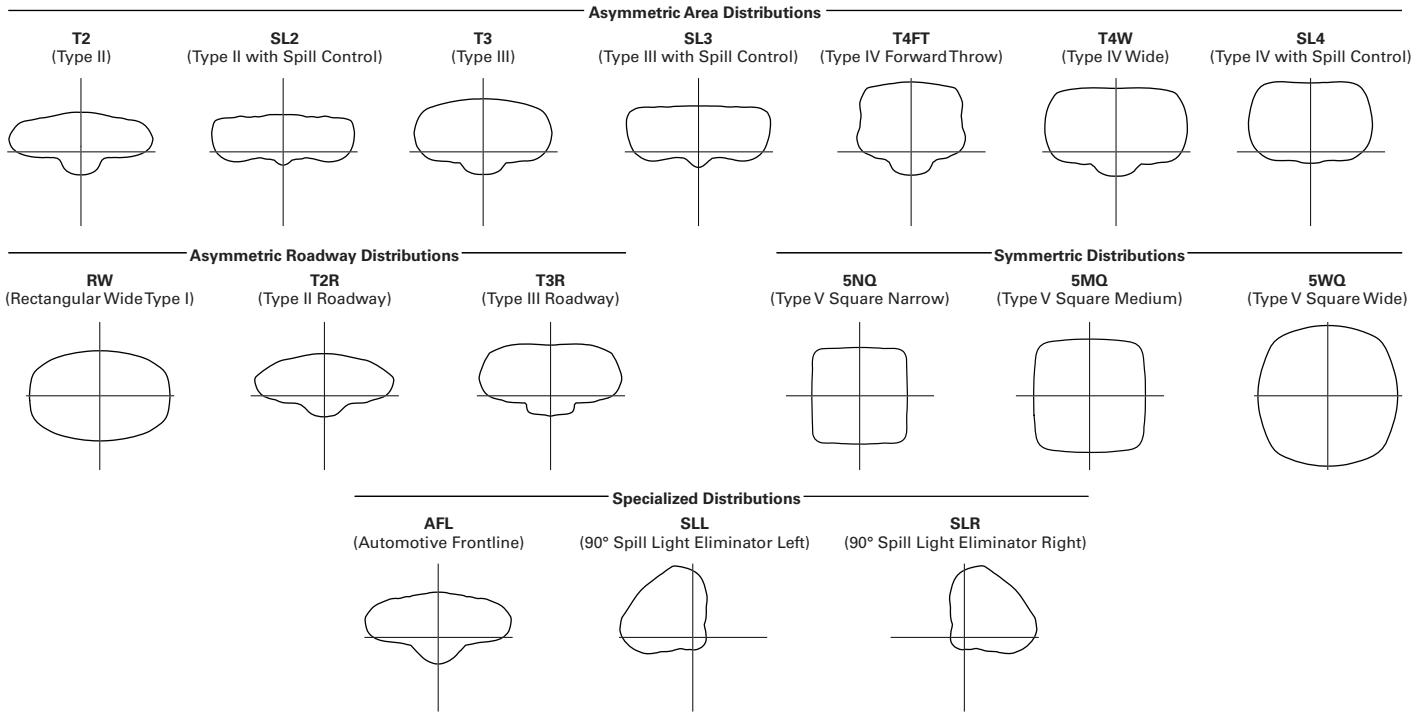 Asymmetric Area Distributions
T2
(Type II)
SL2
(Type II with Spill Control)
T3
(Type III)
SL3
(Type III with Spill Control)
T4FT
(Type IV Forward Throw)
T4W
(Type IV Wide)
SL4
(Type IV with Spill Control)
Asymmetric Roadway Distributions
RW
(Rectangular Wide Type I)
T2R
(Type II Roadway)
T3R
(Type III Roadway)
Symmertric Distributions
5NQ
(Type V Square Narrow)
5MQ
(Type V Square Medium)
5WQ
(Type V Square Wide)
Specialized Distributions
AFL
(Automotive Frontline)
SLL
(90° Spill Light Eliminator Left)
SLR
(90° Spill Light Eliminator Right)